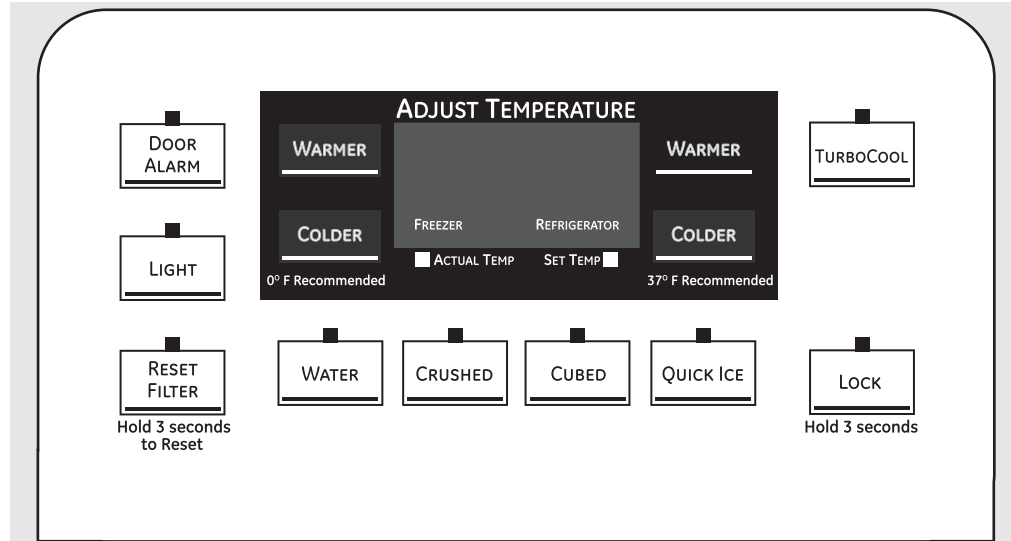 ADJUST TEMPERATURE
DOOR
ALARM
WARMER
WARMER
TURBOCOOL
COLDER
FREEZER
REFRIGERATOR
COLDER
LIGHT
ACTUAL TEMP
SET TEMP
0° F Recommended
37° F Recommended
RESET
FILTER
WATER
CRUSHED
CUBED
QUICK ICE
LOCK
Hold 3 seconds
to Reset
Hold 3 seconds